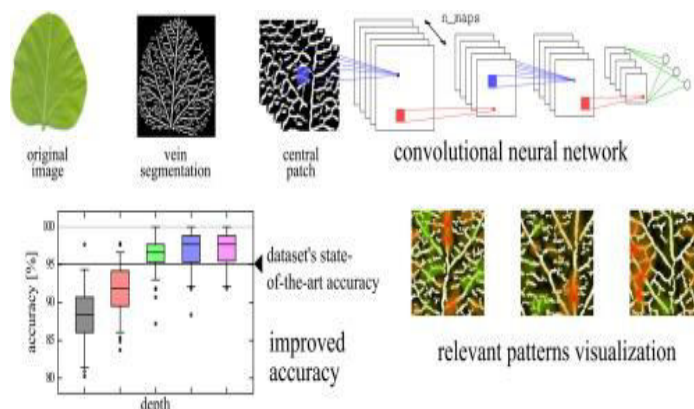 n_maps
original
image
vein
segmentation
central
patch
convolutional neural network
100
95
90
85
80
accuracy [%]
depth
dataset's state-
of-the-art accuracy
improved
accuracy
relevant patterns visualization